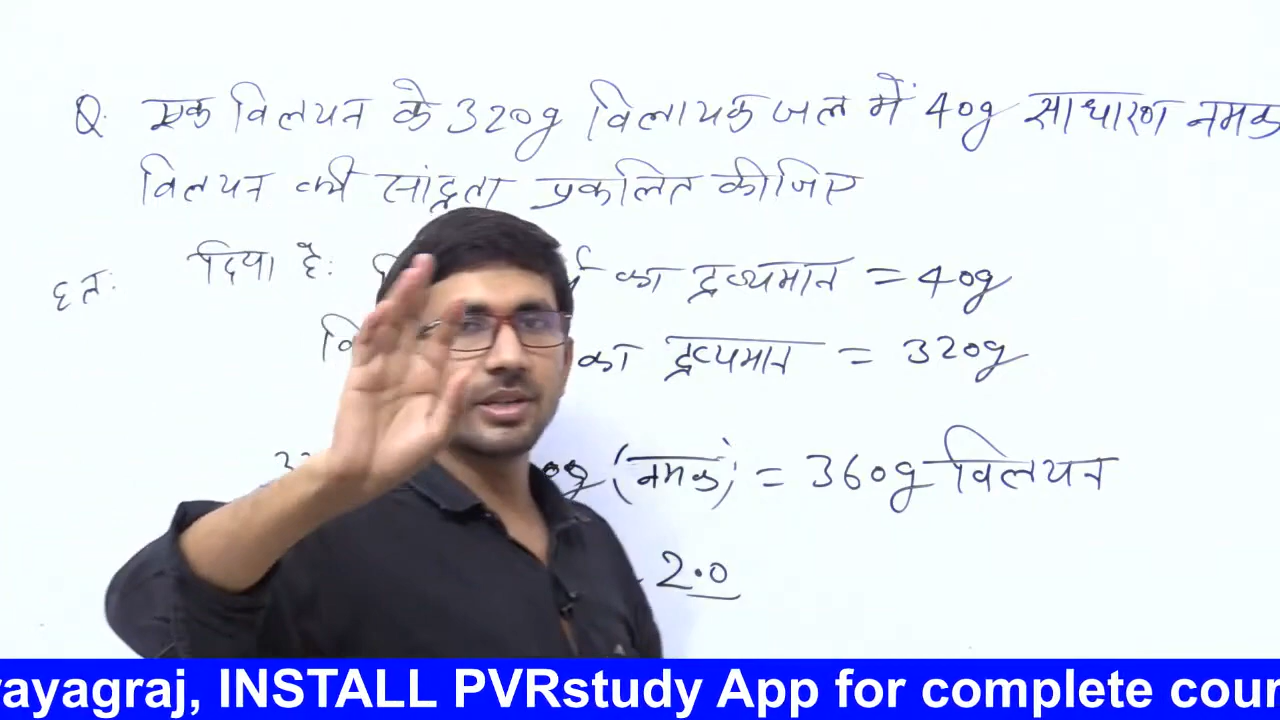 Q. एक विलयन के 320g विलायक जल में 40g साधारण नमक
विलयन की सांद्रता प्रकलित कीजिए
हल: दिया है: का द्रव्यमान = 40g
वि का द्रव्यमान = 320g
(नमक) = 360g विलयन
2.0
rayagraj, INSTALL PVRstudy App for complete cour